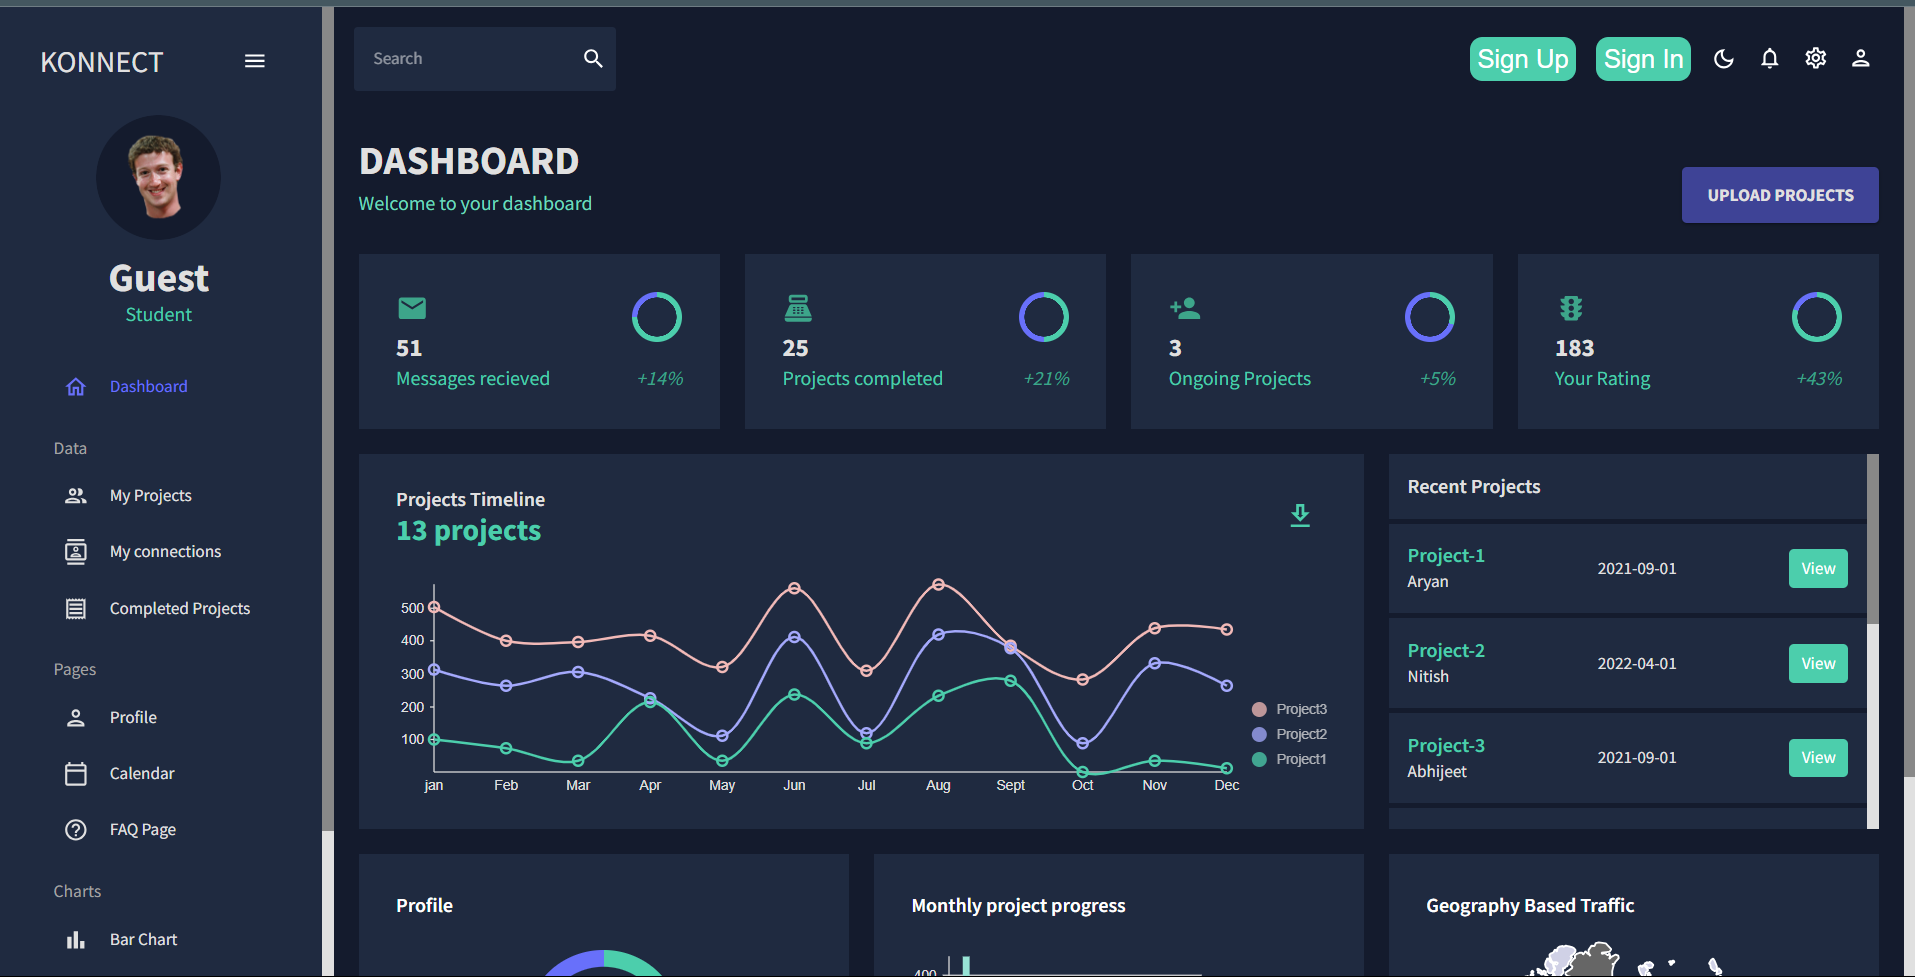 KONNECT
Search
Sign Up
Sign In
Guest
Student
Dashboard
Data
My Projects
My connections
Completed Projects
Pages
Profile
Calendar
FAQ Page
Charts
Bar Chart
DASHBOARD
Welcome to your dashboard
UPLOAD PROJECTS
51
Messages recieved
+14%
25
Projects completed
+21%
3
Ongoing Projects
+5%
183
Your Rating
+43%
Projects Timeline
13 projects
500
400
300
200
100
jan Feb Mar Apr May Jun Jul Aug Sept Oct Nov Dec
Project3
Project2
Project1
Recent Projects
Project-1
Aryan
2021-09-01
View
Project-2
Nitish
2022-04-01
View
Project-3
Abhijeet
2021-09-01
View
Profile
Monthly project progress
400
Geography Based Traffic